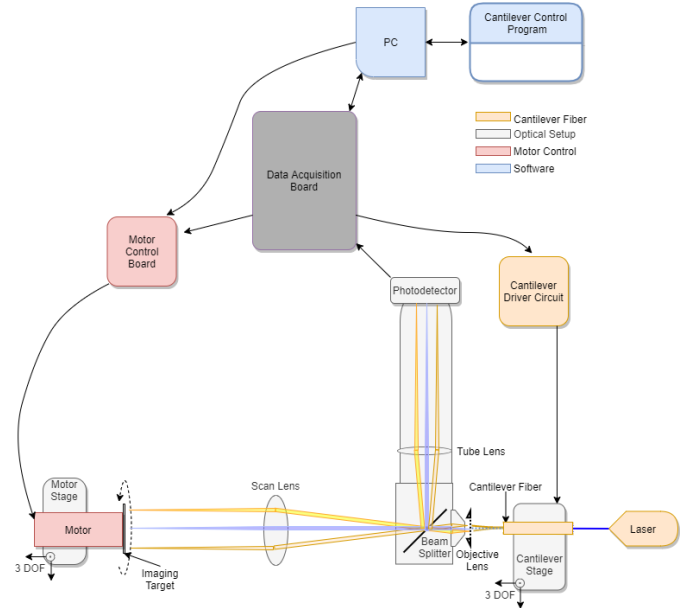 Cantilever Control
Program
PC
Cantilever Fiber
Optical Setup
Motor Control
Software
Data Acquisition
Board
Motor
Control
Board
Photodetector
Cantilever
Driver Circuit
Tube Lens
Motor
Stage
Scan Lens
Cantilever Fiber
Motor
Laser
Beam
Splitter
Objective
Lens
Cantilever
Stage
3 DOF
Imaging
Target
3 DOF